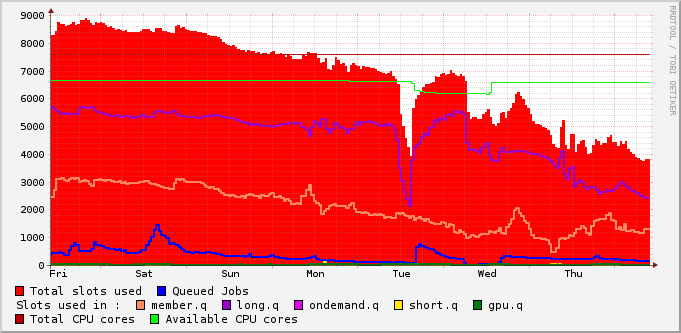 9000
8000
7000
6000
5000
4000
3000
2000
1000
0
Fri Sat Sun Mon Tue Wed Thu
RRDTOOL / TOBI OETIKER
Total slots used Queued Jobs
Slots used in : member.q long.q ondemand.q short.q gpu.q
Total CPU cores Available CPU cores